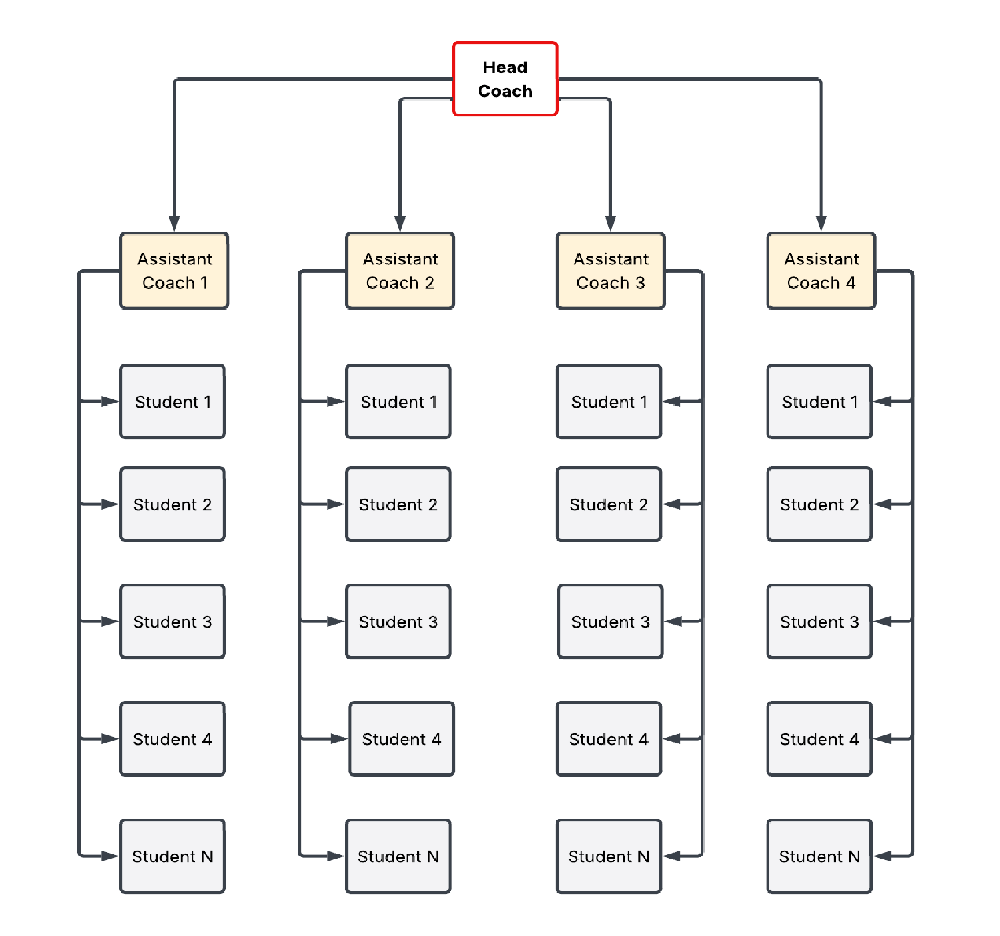 Head
Coach
Assistant
Coach 1
Assistant
Coach 2
Assistant
Coach 3
Assistant
Coach 4
Student 1
Student 1
Student 1
Student 1
Student 2
Student 2
Student 2
Student 2
Student 3
Student 3
Student 3
Student 3
Student 4
Student 4
Student 4
Student 4
Student N
Student N
Student N
Student N